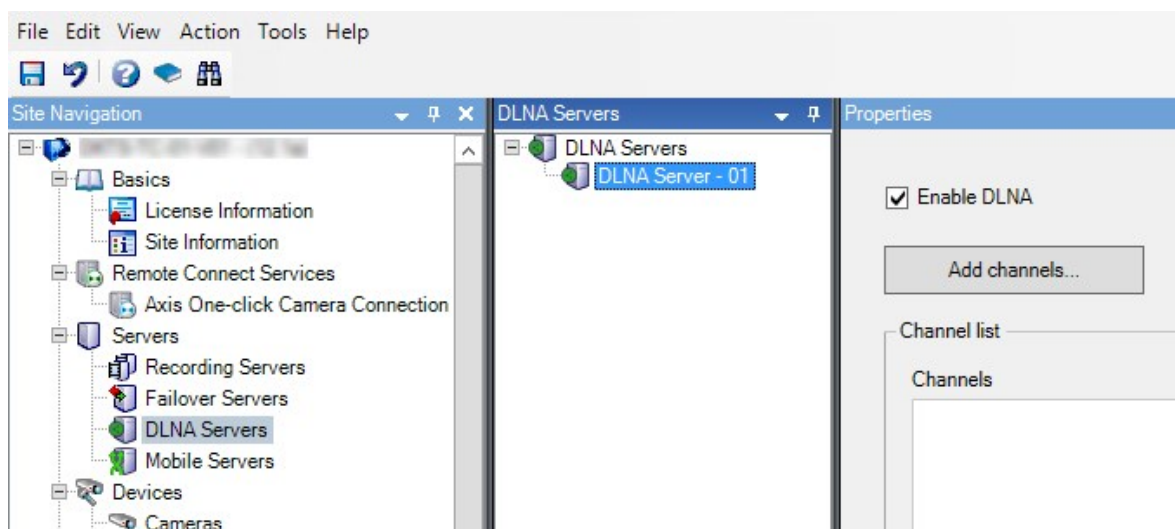 File Edit View Action Tools Help
Site Navigation
Basics
License Information
Site Information
Remote Connect Services
Axis One-click Camera Connection
Servers
Recording Servers
Failover Servers
DLNA Servers
Mobile Servers
Devices
Cameras
DLNA Servers
DLNA Servers
DLNA Server - 01
Properties
Enable DLNA
Add channels...
Channel list
Channels